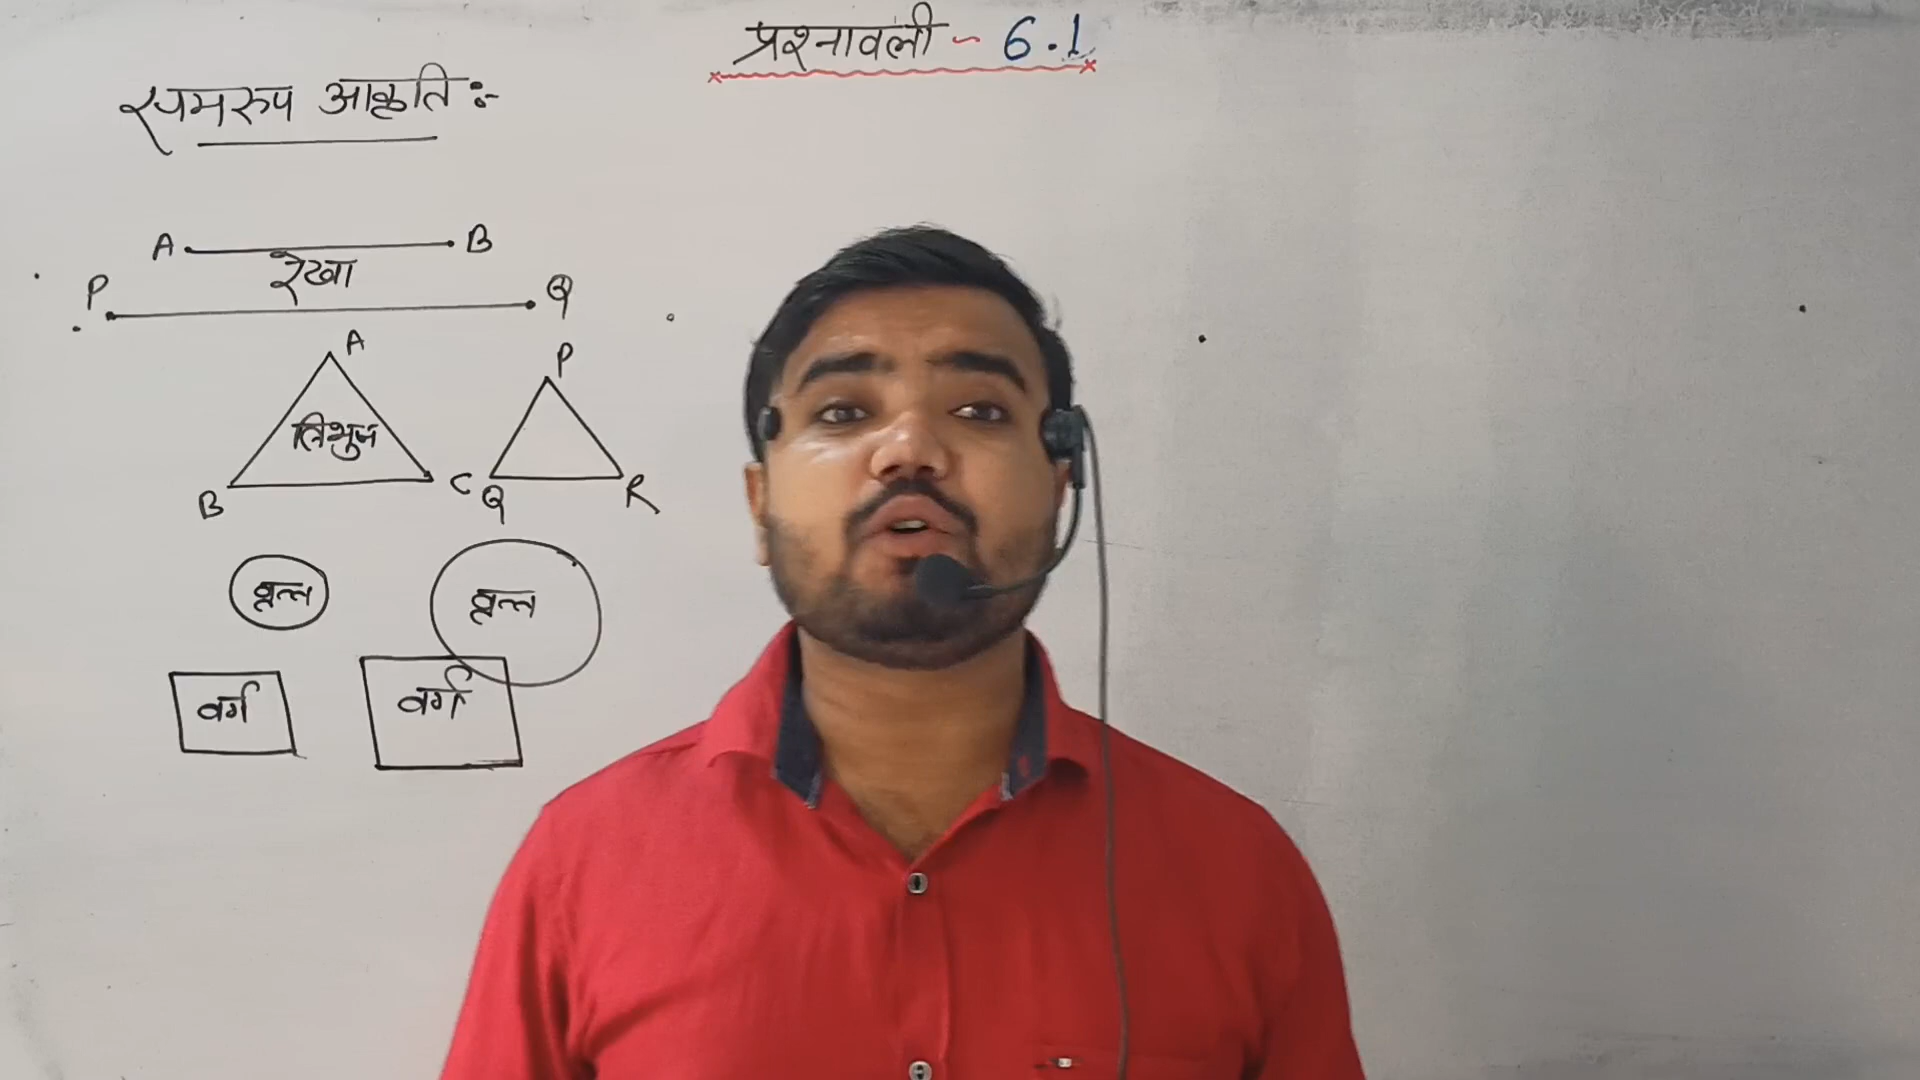 प्रश्नावली - 6.1
समरुप आकृति :-
A B
रेखा
P Q
A
P
त्रिभुज
B C Q R
वृत्त वृत्त
वर्ग वर्ग